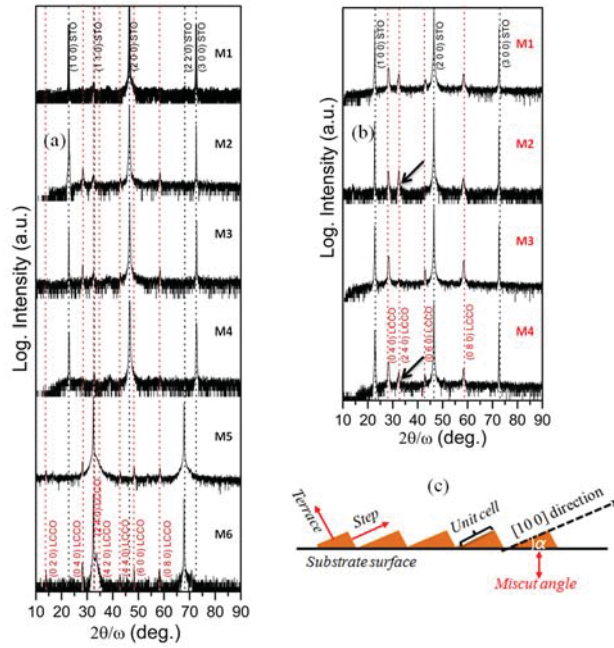 (1 0 0) STO
(1 1 0) STO
(2 0 0) STO
(2 2 0) STO
(3 0 0) STO
M1
(a)
M2
M3
M4
M5
M6
(0 2 0) LCCO
(0 4 0) LCCO
(4 2 0) LCCO
(4 4 0) LCCO
(6 0 0) LCCO
(0 8 0) LCCO
Log. Intensity (a.u.)
10 20 30 40 50 60 70 80 90
2θ/ω (deg.)
(1 0 0) STO
(2 0 0) STO
(3 0 0) STO
M1
(b)
M2
M3
M4
(0 4 0) LCCO
(2 4 0) LCCO
(0 6 0) LCCO
(0 8 0) LCCO
Log. Intensity (a.u.)
10 20 30 40 50 60 70 80 90
2θ/ω (deg.)
(c)
Terrace
Step
Unit cell
[1 0 0] direction
α
Substrate surface
Miscut angle